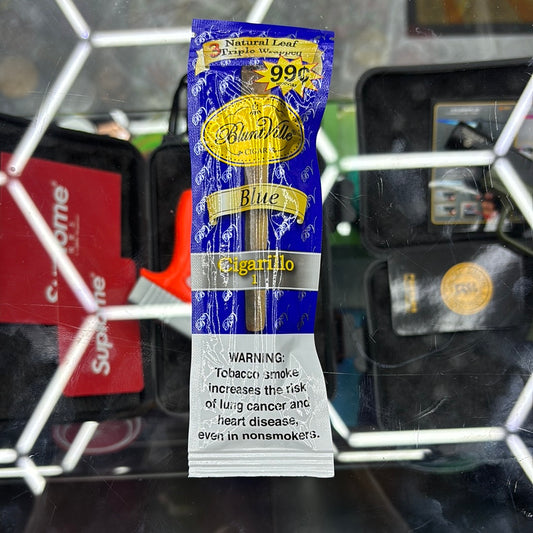 3 Natural Leaf
Triple Wrapped
99¢
BluntVille
CIGARS
Blue
Cigarillo
1
WARNING:
Tobacco smoke
increases the risk
of lung cancer and
heart disease,
even in nonsmokers.
Supreme
Supreme